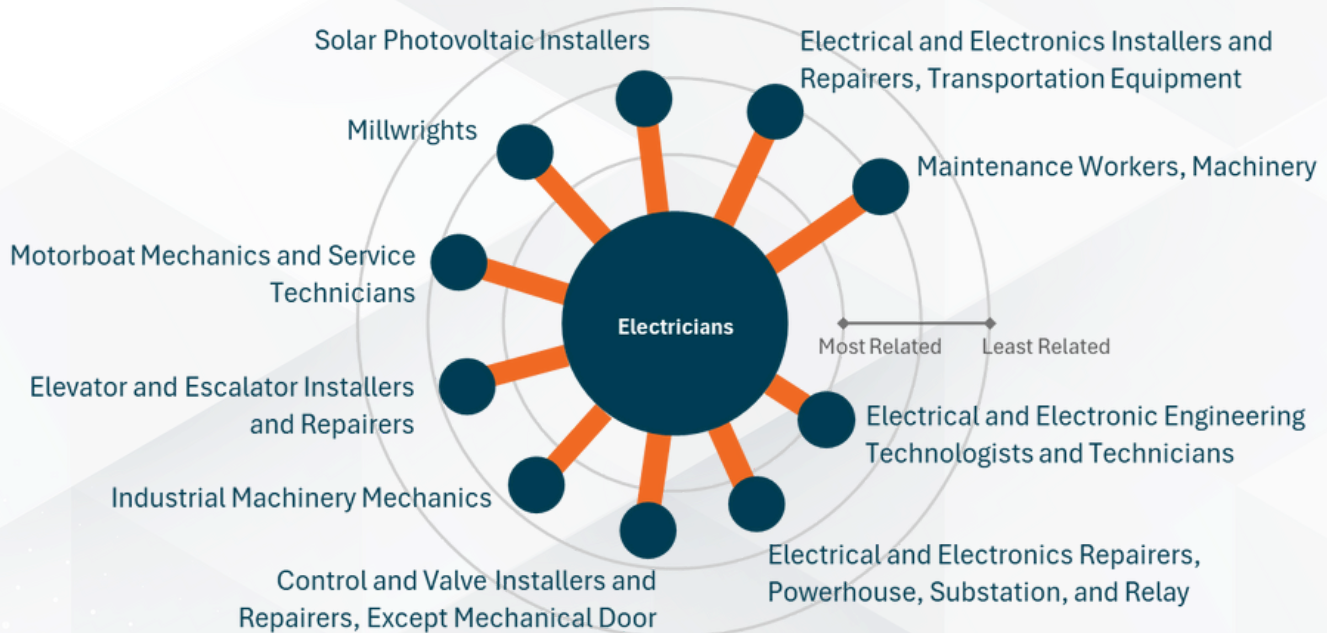 Solar Photovoltaic Installers
Electrical and Electronics Installers and
Repairers, Transportation Equipment
Millwrights
Maintenance Workers, Machinery
Motorboat Mechanics and Service
Technicians
Electricians
Most Related
Least Related
Elevator and Escalator Installers
and Repairers
Electrical and Electronic Engineering
Technologists and Technicians
Industrial Machinery Mechanics
Electrical and Electronics Repairers,
Powerhouse, Substation, and Relay
Control and Valve Installers and
Repairers, Except Mechanical Door